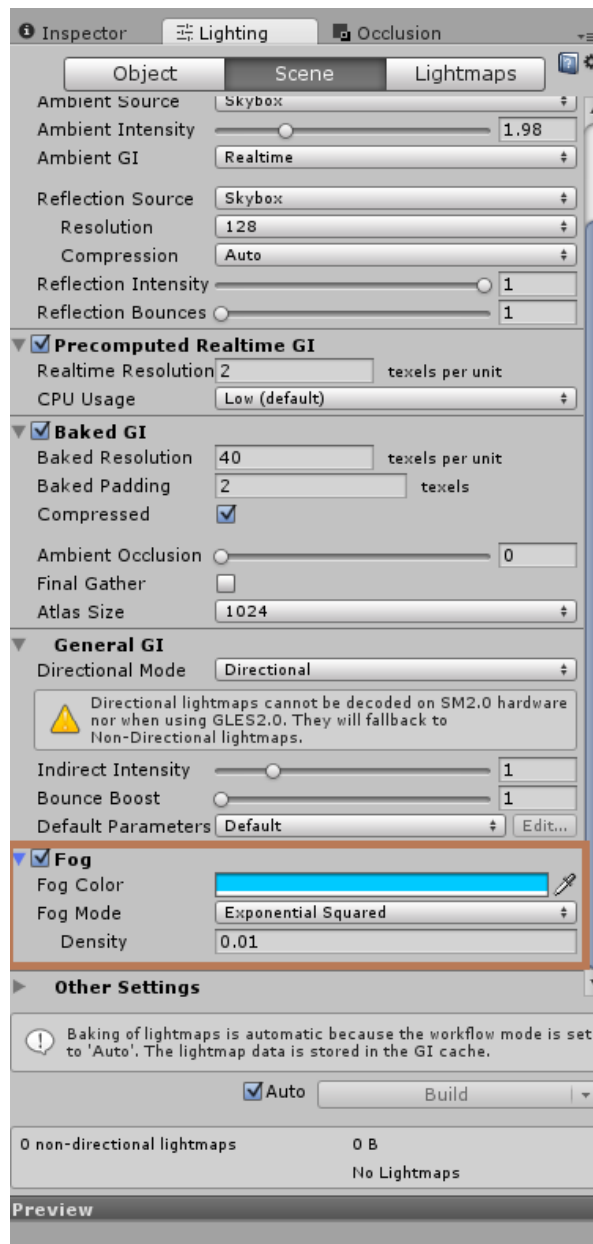 Inspector Lighting Occlusion
Object Scene Lightmaps
Ambient Source Skybox
Ambient Intensity 1.98
Ambient GI Realtime
Reflection Source Skybox
Resolution 128
Compression Auto
Reflection Intensity 1
Reflection Bounces 1
Precomputed Realtime GI
Realtime Resolution 2 texels per unit
CPU Usage Low (default)
Baked GI
Baked Resolution 40 texels per unit
Baked Padding 2 texels
Compressed
Ambient Occlusion 0
Final Gather
Atlas Size 1024
General GI
Directional Mode Directional
Directional lightmaps cannot be decoded on SM2.0 hardware
nor when using GLES2.0. They will fallback to
Non-Directional lightmaps.
Indirect Intensity 1
Bounce Boost 1
Default Parameters Default Edit...
Fog
Fog Color
Fog Mode Exponential Squared
Density 0.01
Other Settings
Baking of lightmaps is automatic because the workflow mode is set
to 'Auto'. The lightmap data is stored in the GI cache.
Auto Build
0 non-directional lightmaps 0 B
No Lightmaps
Preview